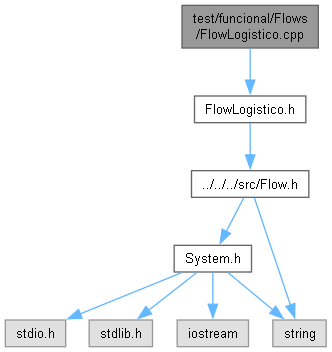 test/funcional/Flows
/FlowLogistico.cpp
FlowLogistico.h
../../../src/Flow.h
System.h
stdio.h
stdlib.h
iostream
string